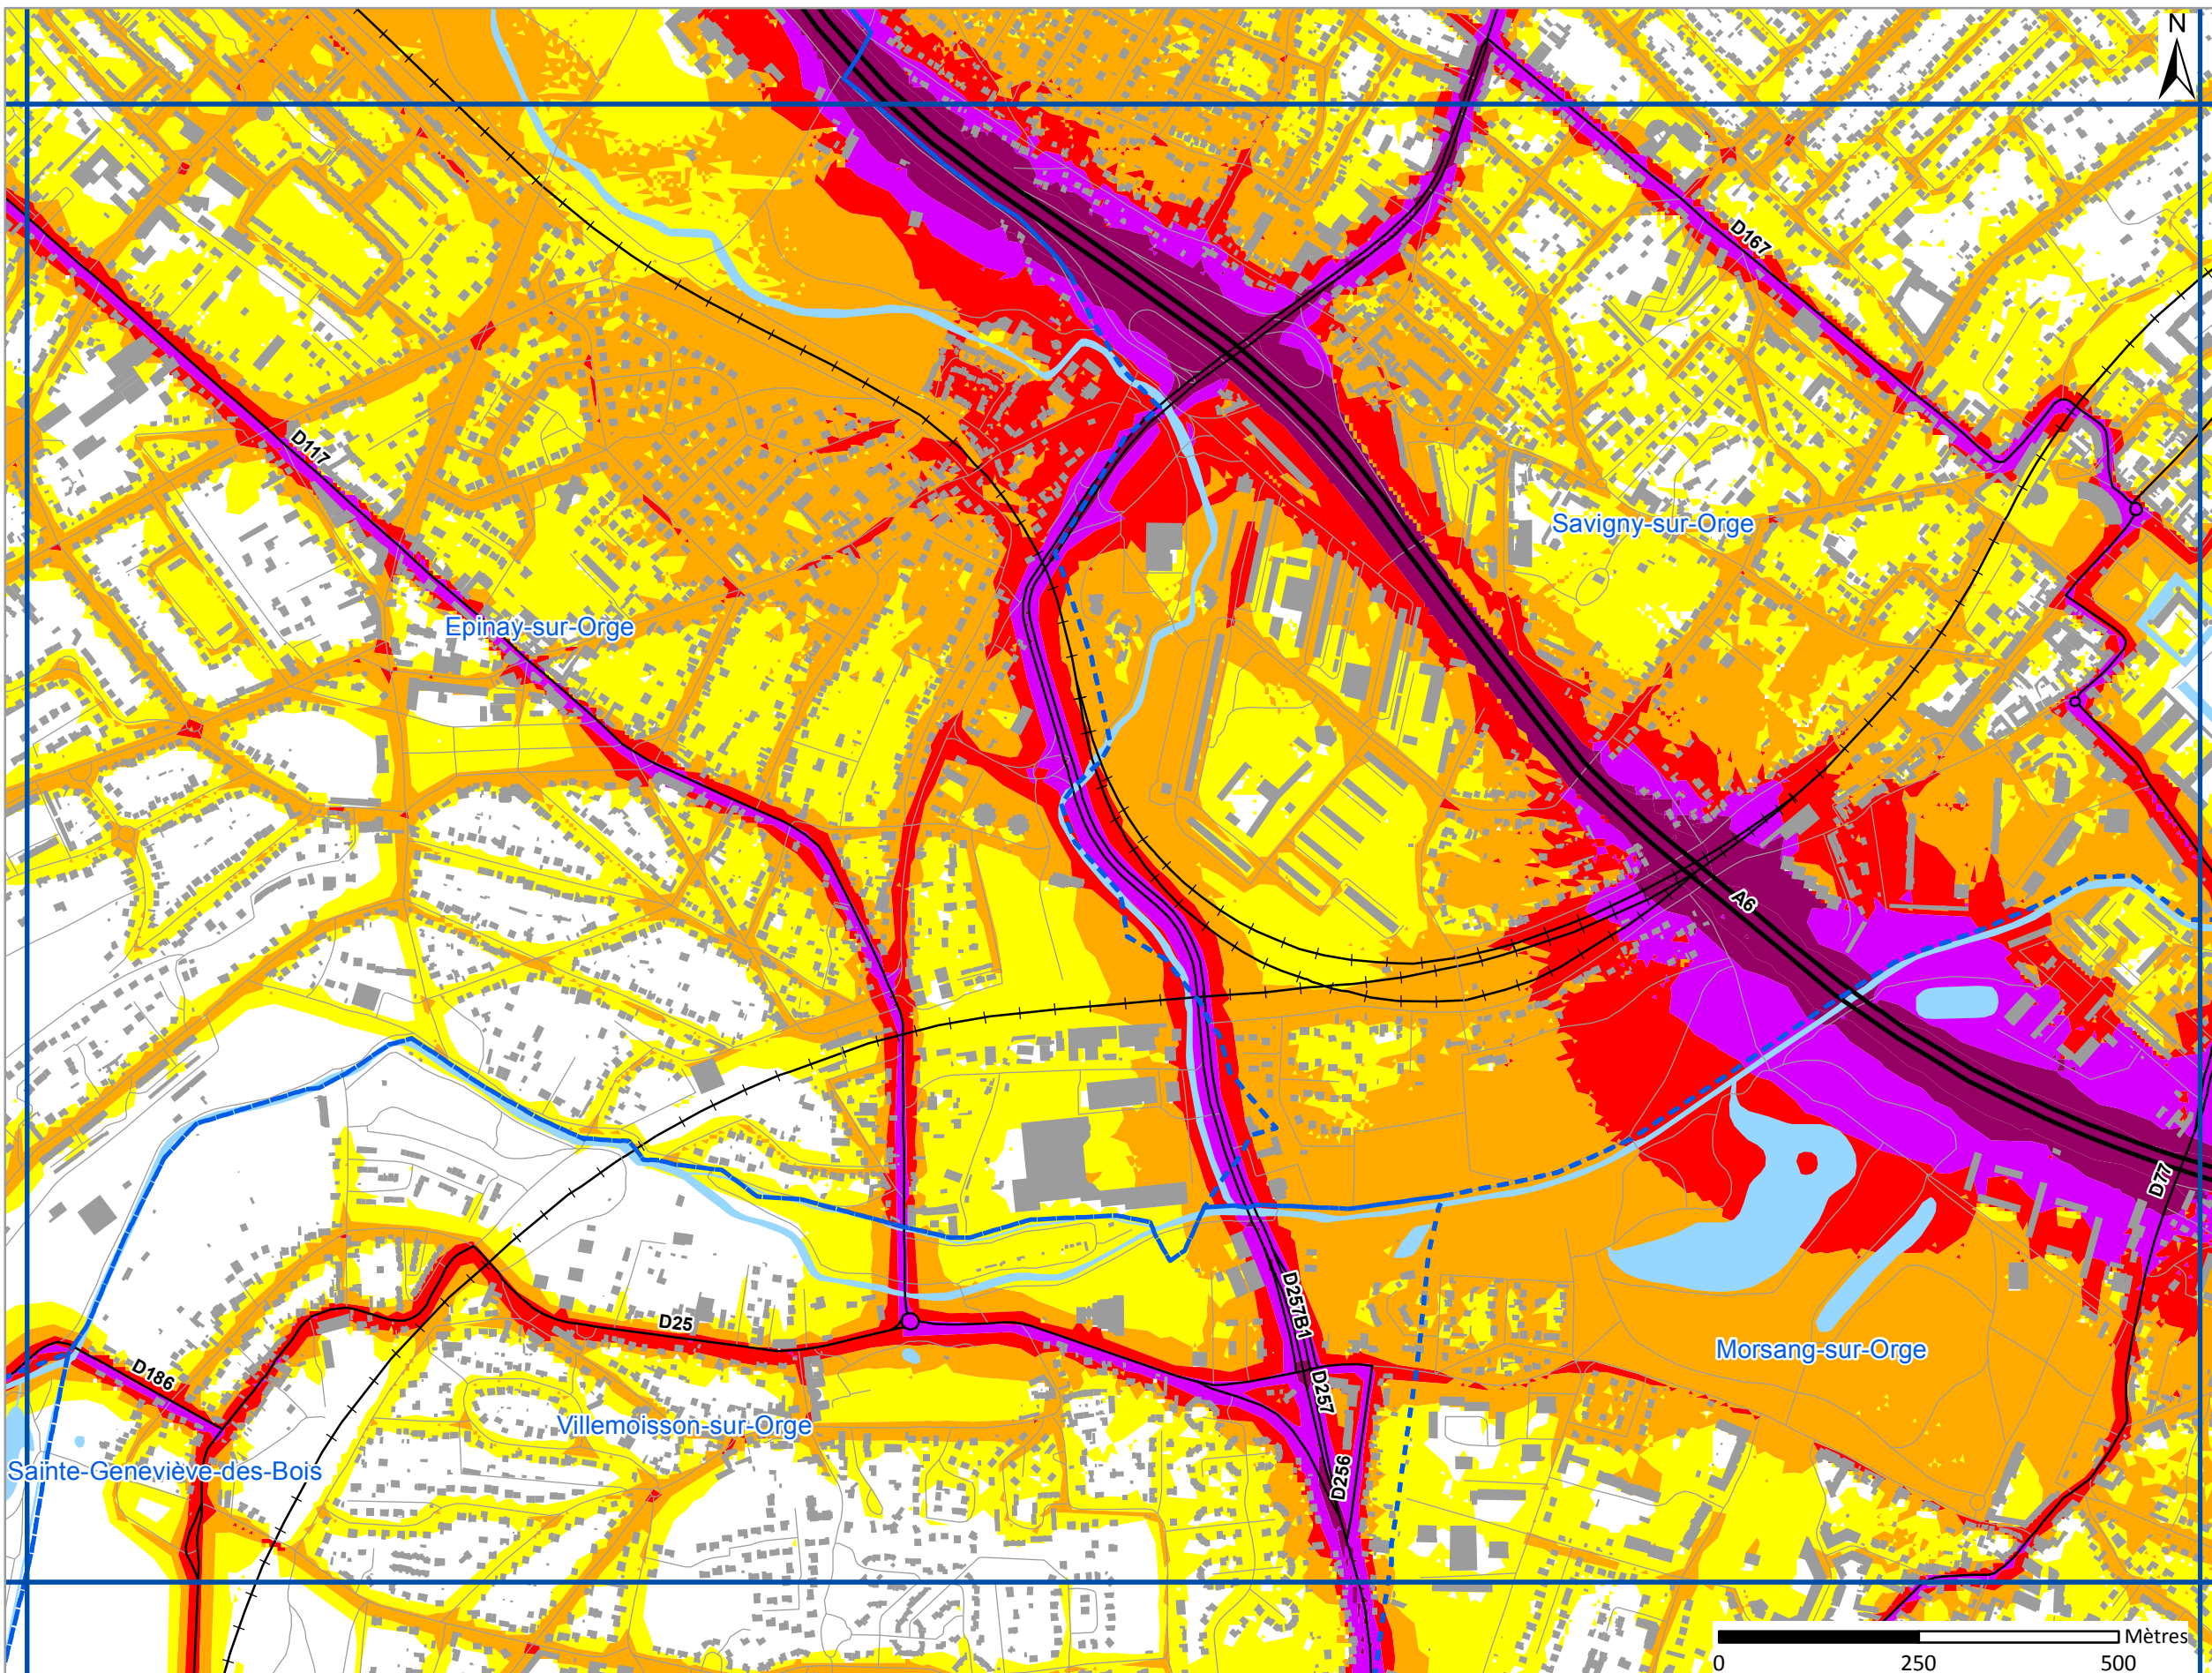 N
D167
D117
Savigny-sur-Orge
Epinay-sur-Orge
A6
D77
D257B1
D25
Morsang-sur-Orge
D186
D257
Villemoisson-sur-Orge
Sainte-Geneviève-des-Bois
D256
Mètres
0 250 500